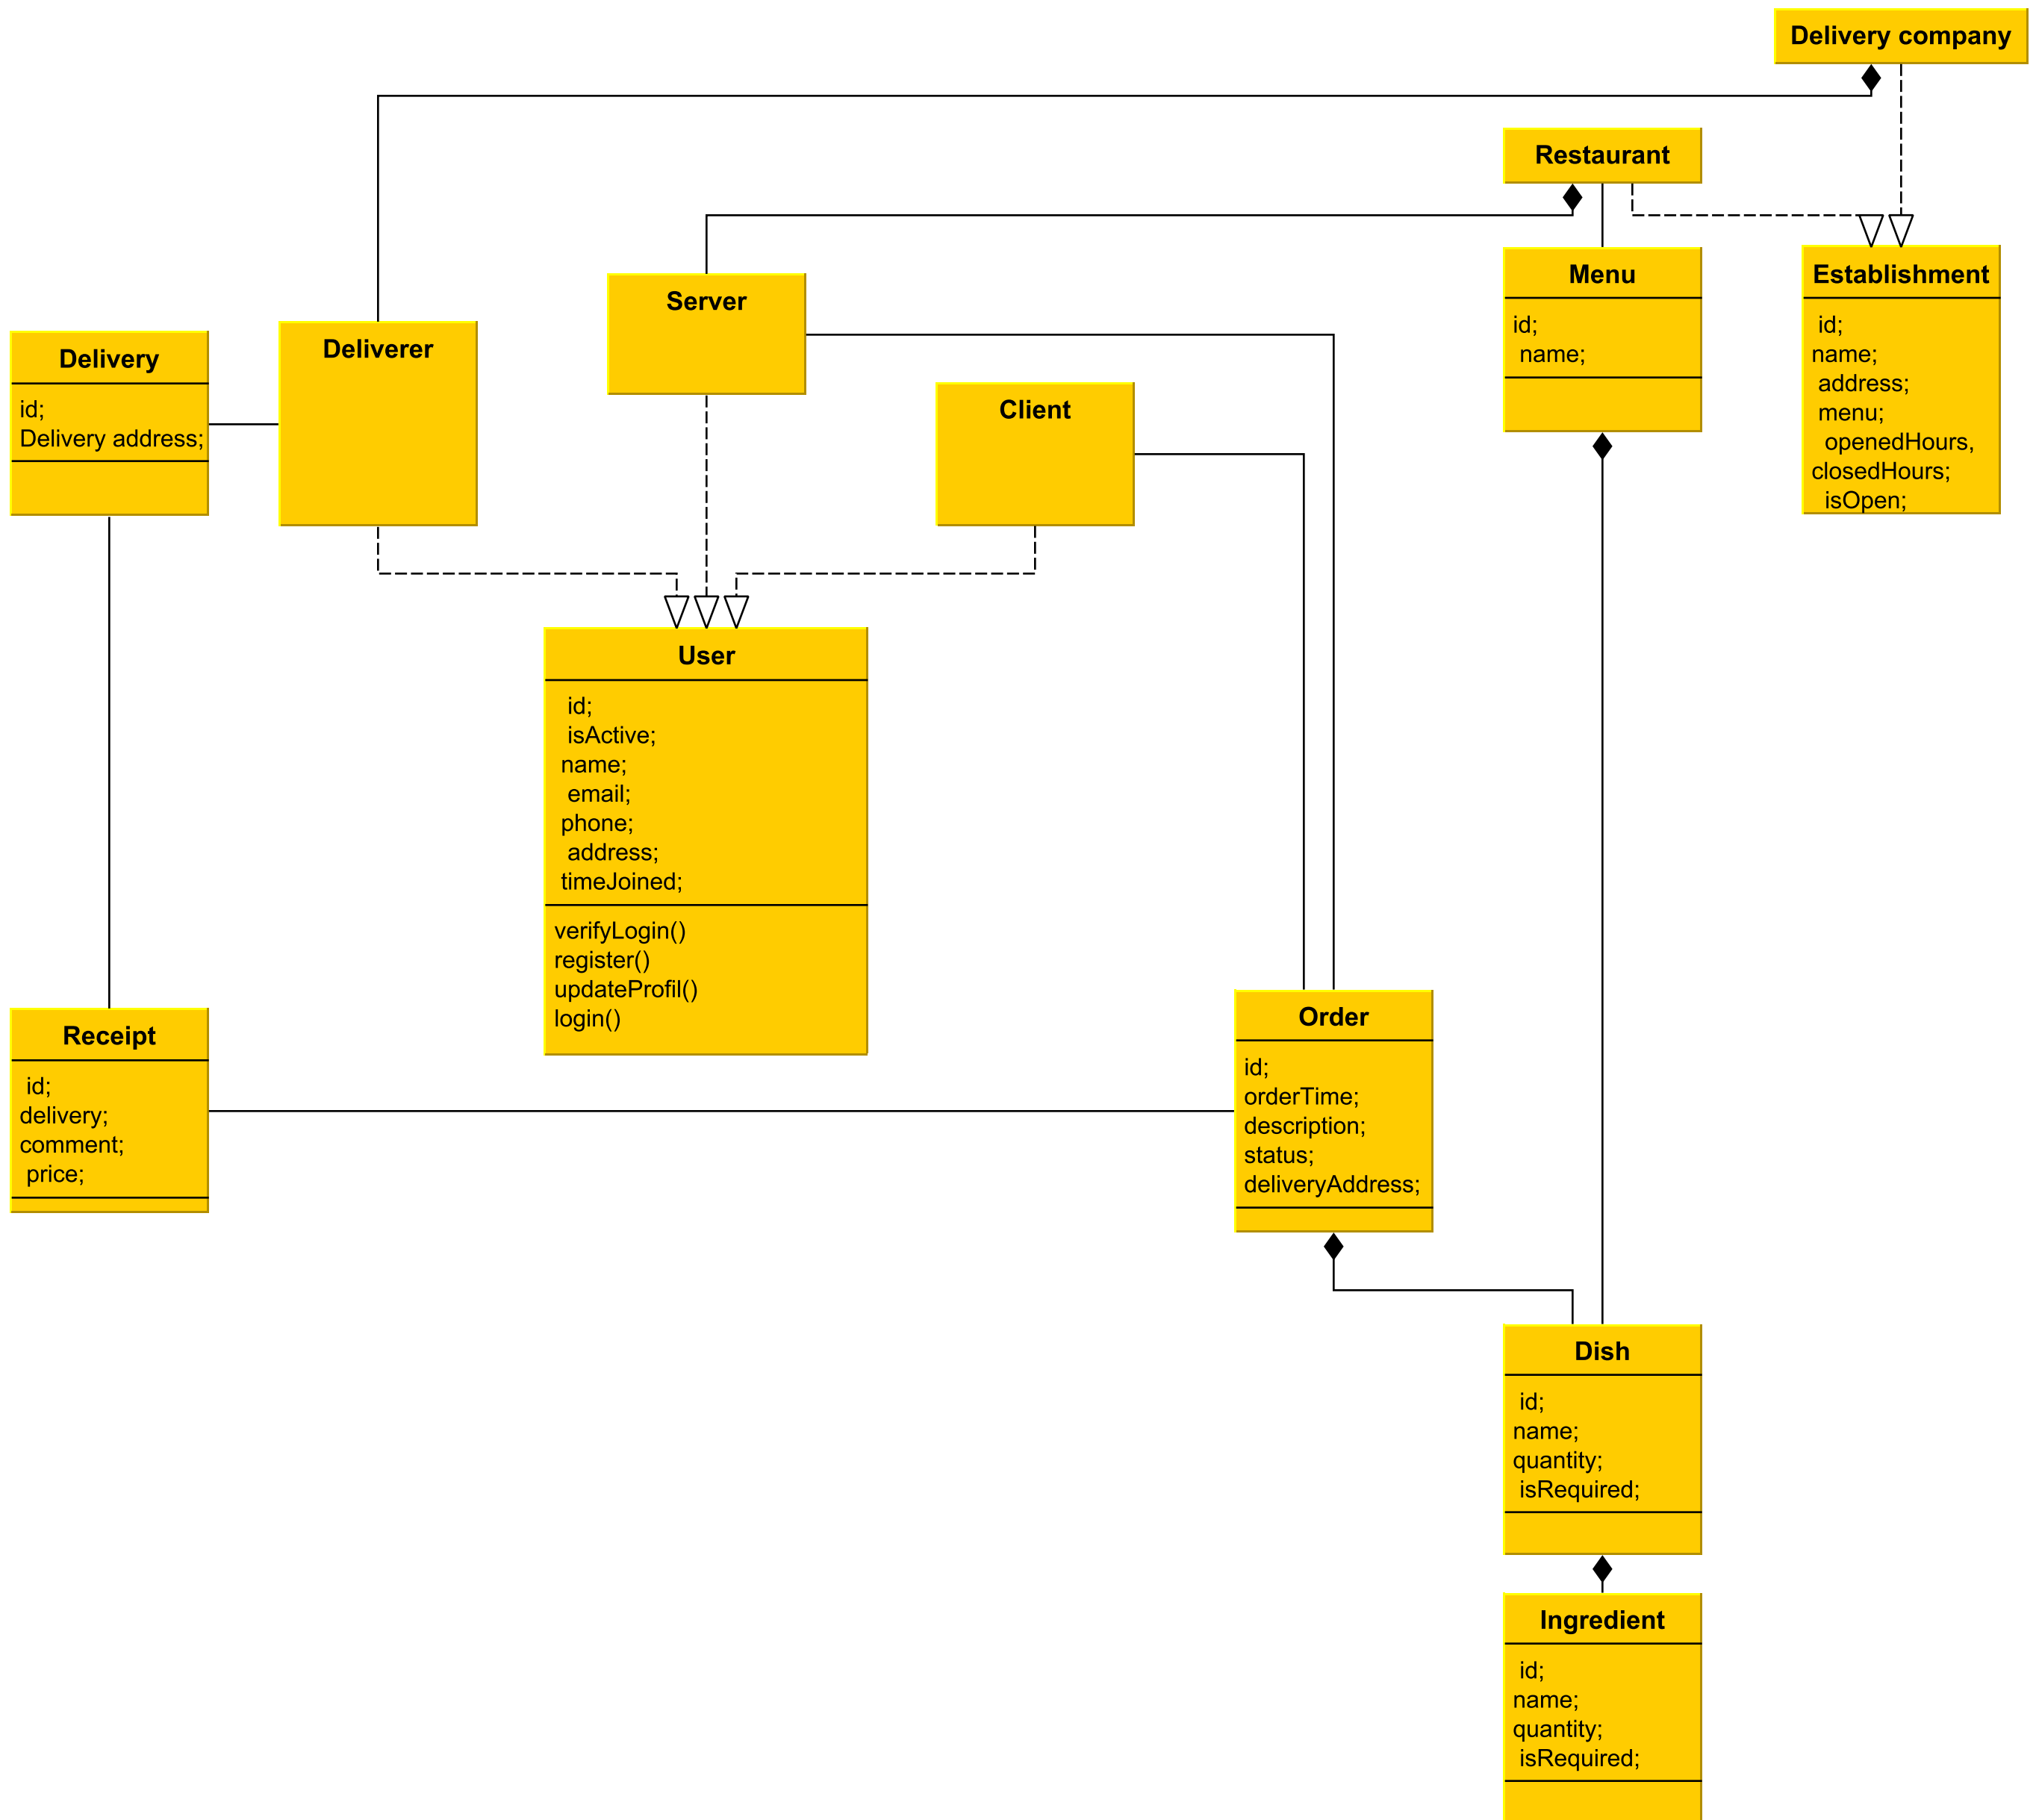 Delivery company
Restaurant
Establishment
id;
name;
address;
menu;
openedHours,
closedHours;
isOpen;
Menu
id;
name;
Server
Deliverer
Delivery
id;
Delivery address;
Client
User
id;
isActive;
name;
email;
phone;
address;
timeJoined;
verifyLogin()
register()
updateProfil()
login()
Receipt
id;
delivery;
comment;
price;
Order
id;
orderTime;
description;
status;
deliveryAddress;
Dish
id;
name;
quantity;
isRequired;
Ingredient
id;
name;
quantity;
isRequired;